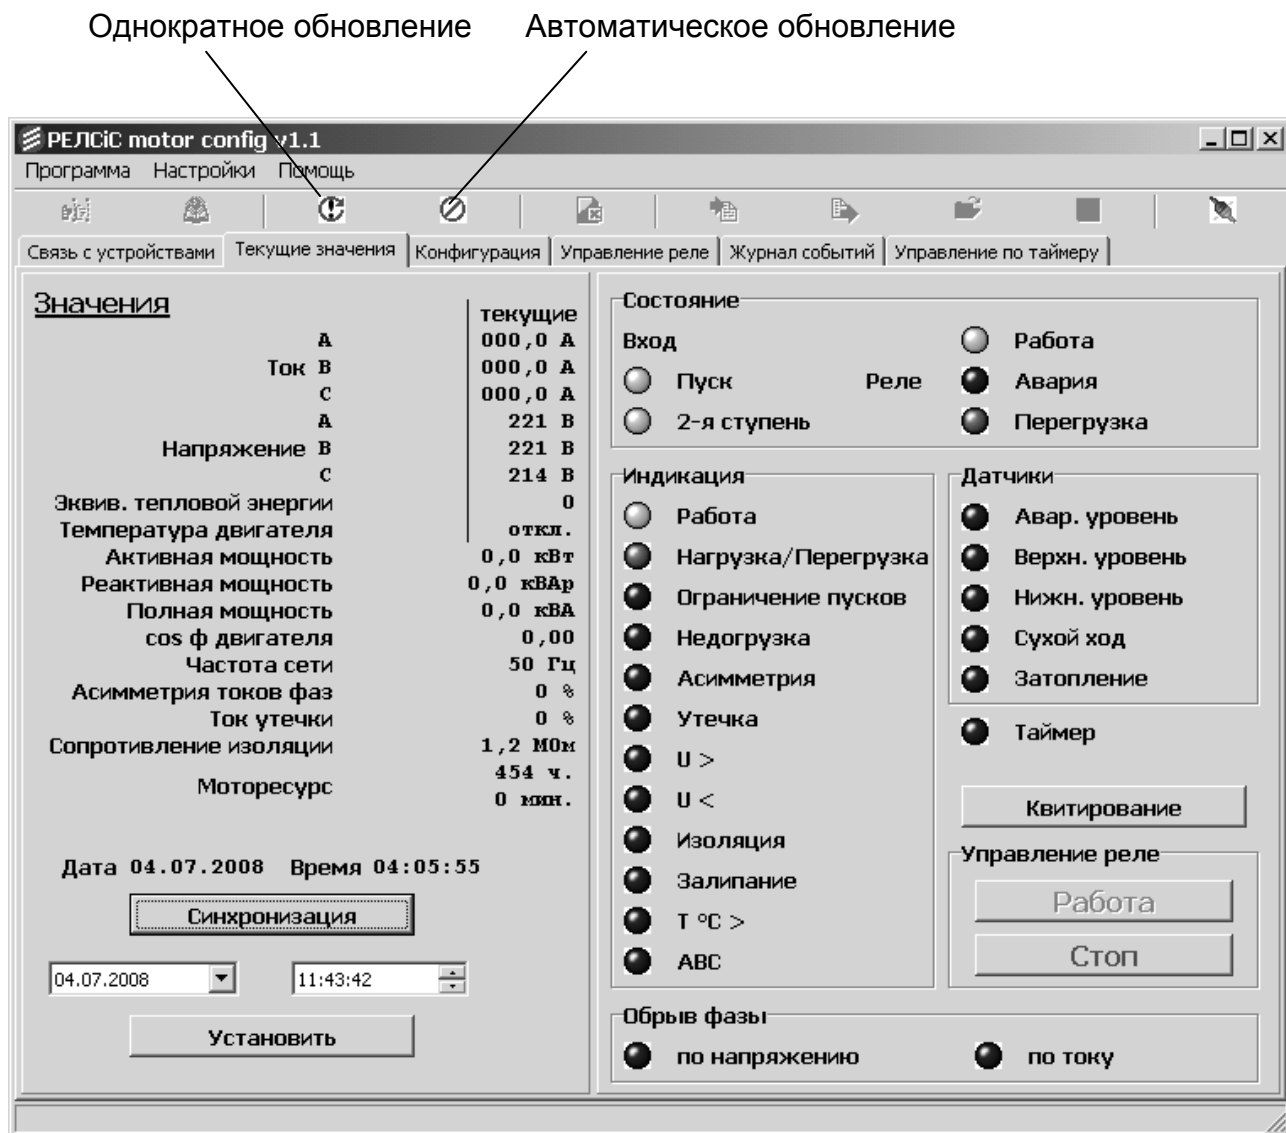 Однократное обновление Автоматическое обновление
РЕЛСіС motor config v1.1
Программа Настройки Помощь
Связь с устройствами Текущие значения Конфигурация Управление реле Журнал событий Управление по таймеру
Значения
текущие
A 000,0 А
Ток B 000,0 А
C 000,0 А
A 221 В
Напряжение B 221 В
C 214 В
Эквив. тепловой энергии 0
Температура двигателя откл.
Активная мощность 0,0 кВт
Реактивная мощность 0,0 кВАр
Полная мощность 0,0 кВА
cos ф двигателя 0,00
Частота сети 50 Гц
Асимметрия токов фаз 0 %
Ток утечки 0 %
Сопротивление изоляции 1,2 МОм
Моторесурс 454 ч.
0 мин.
Дата 04.07.2008 Время 04:05:55
Синхронизация
04.07.2008 11:43:42
Установить
Состояние
Вход Работа
Пуск Реле Авария
2-я ступень Перегрузка
Индикация
Работа
Нагрузка/Перегрузка
Ограничение пусков
Недогрузка
Асимметрия
Утечка
U >
U <
Изоляция
Залипание
T ºC >
АВС
Датчики
Авар. уровень
Верхн. уровень
Нижн. уровень
Сухой ход
Затопление
Таймер
Квитирование
Управление реле
Работа
Стоп
Обрыв фазы
по напряжению по току